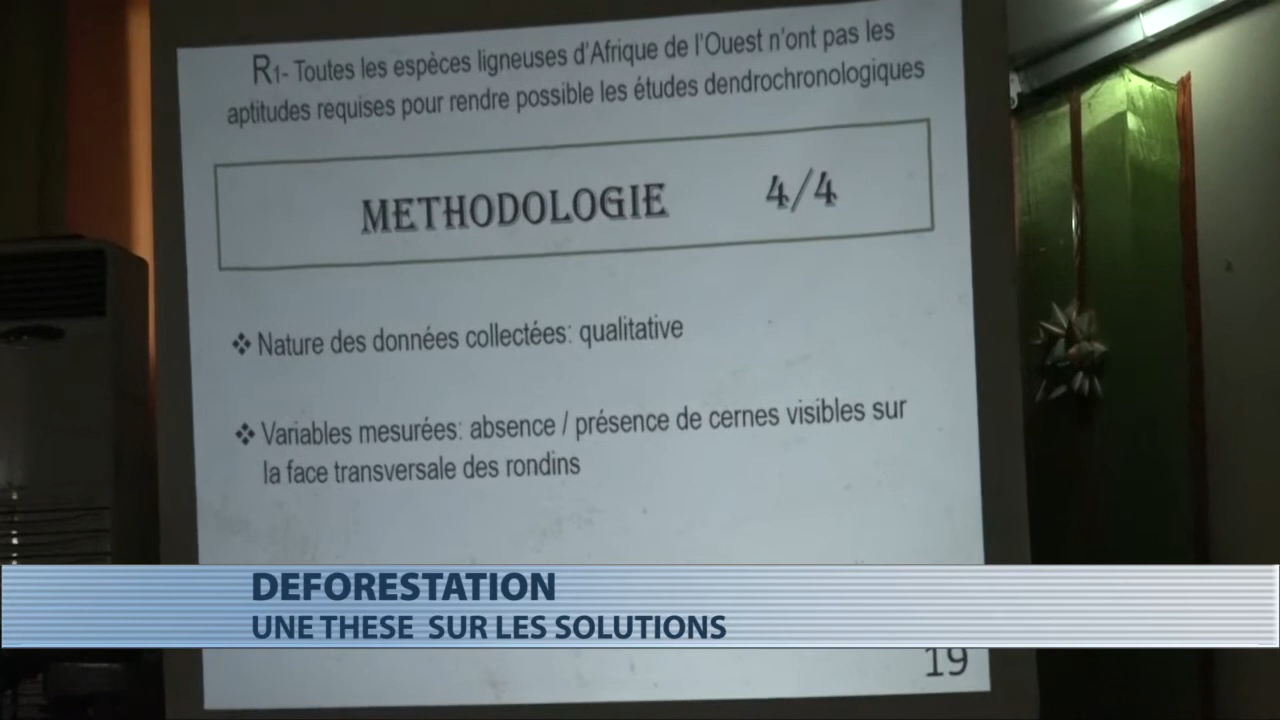 R1- Toutes les espèces ligneuses d'Afrique de l'Ouest n'ont pas les
aptitudes requises pour rendre possible les études dendrochronologiques
METHODOLOGIE 4/4
❖ Nature des données collectées: qualitative
❖ Variables mesurées: absence / présence de cernes visibles sur
la face transversale des rondins
DEFORESTATION
UNE THESE SUR LES SOLUTIONS
19